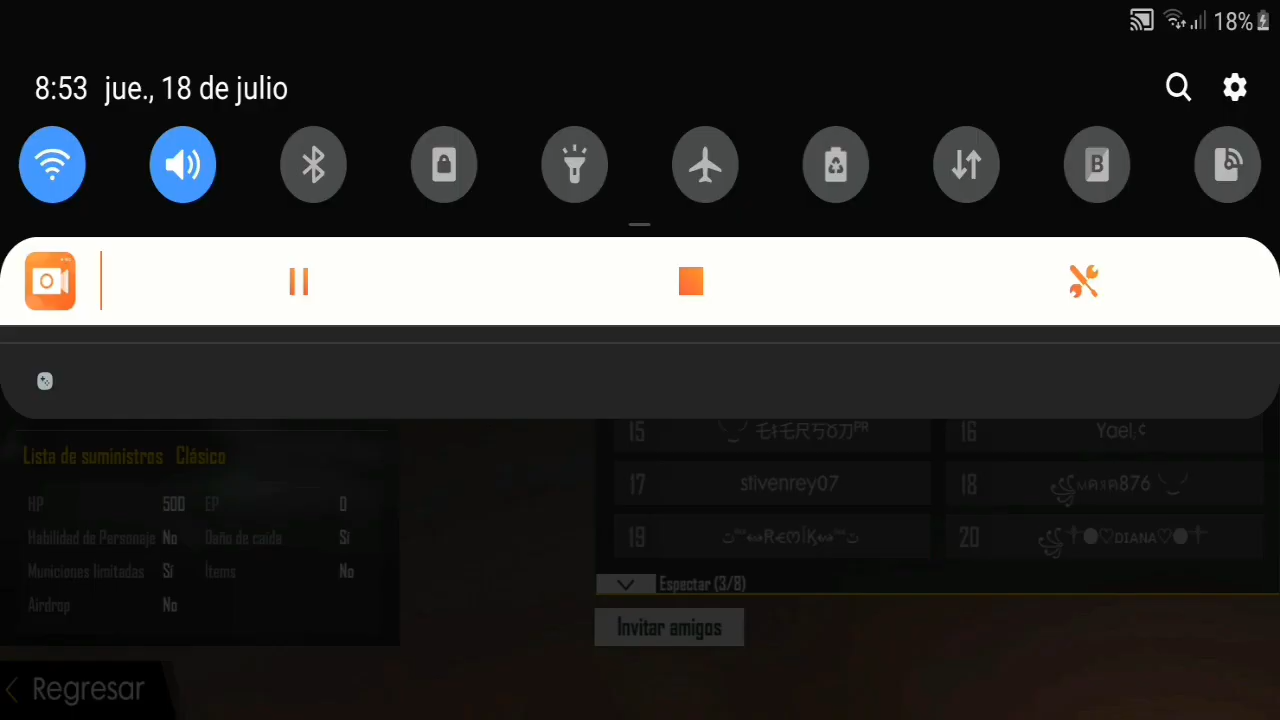 18%
8:53 jue., 18 de julio
B
15
16 Yael.¢
Lista de suministros Clásico
HP 500 EP 0
17 stivenrey07
18
Habilidad de Personaje No Daño de caída Sí
19
20
Municiones limitadas Sí Ítems No
Espectar (3/8)
Airdrop No
Invitar amigos
Regresar